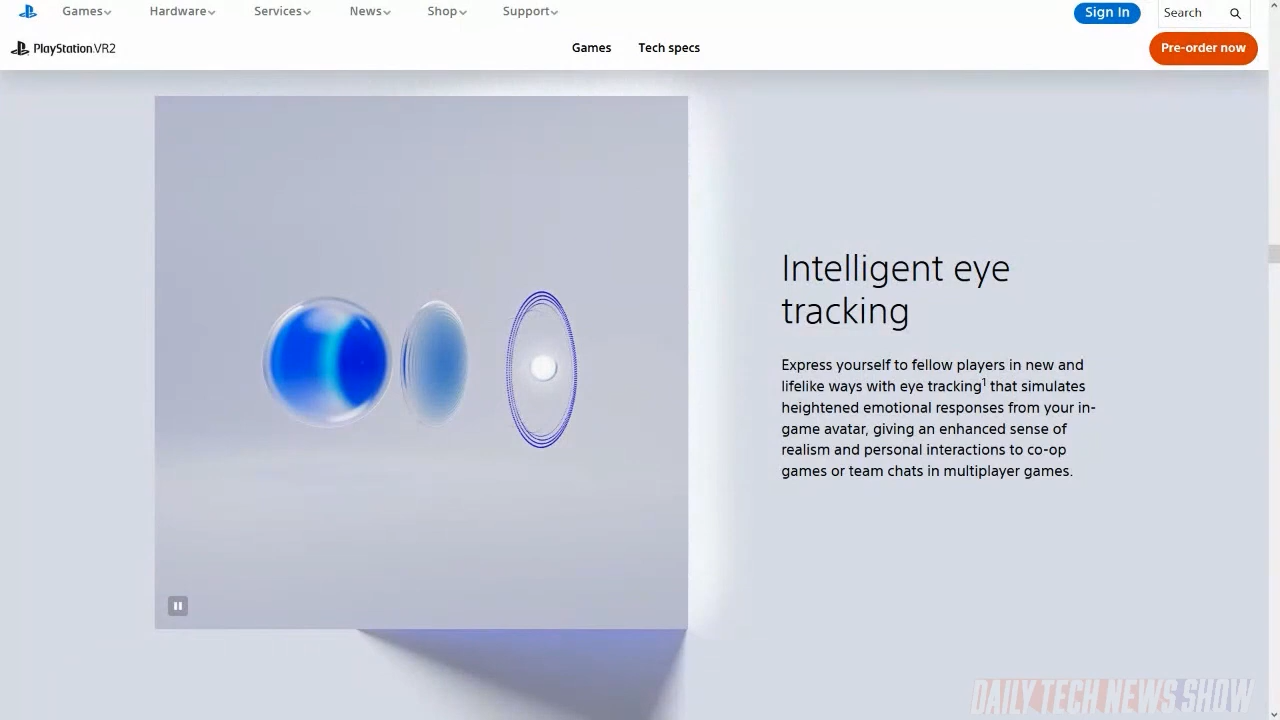 Games
Hardware
Services
News
Shop
Support
Sign In
Search
PlayStation.VR2
Games
Tech specs
Pre-order now
Intelligent eye
tracking
Express yourself to fellow players in new and
lifelike ways with eye tracking1 that simulates
heightened emotional responses from your in-
game avatar, giving an enhanced sense of
realism and personal interactions to co-op
games or team chats in multiplayer games.
DAILY TECH NEWS SHOW